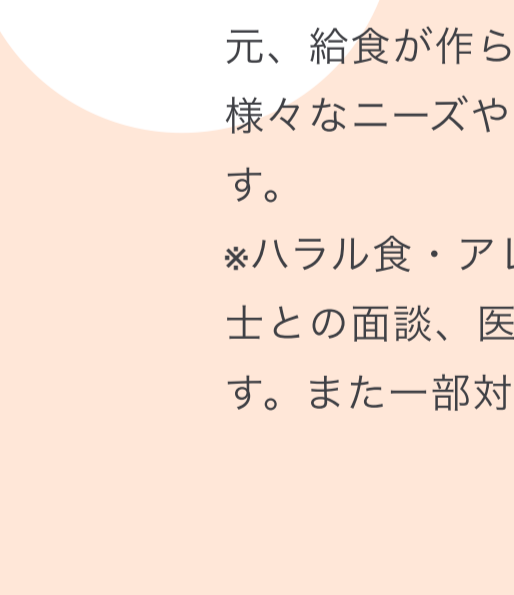 元、給食が作ら
様々なニーズや
す。
※ハラル食・アレ
士との面談、医
す。また一部対